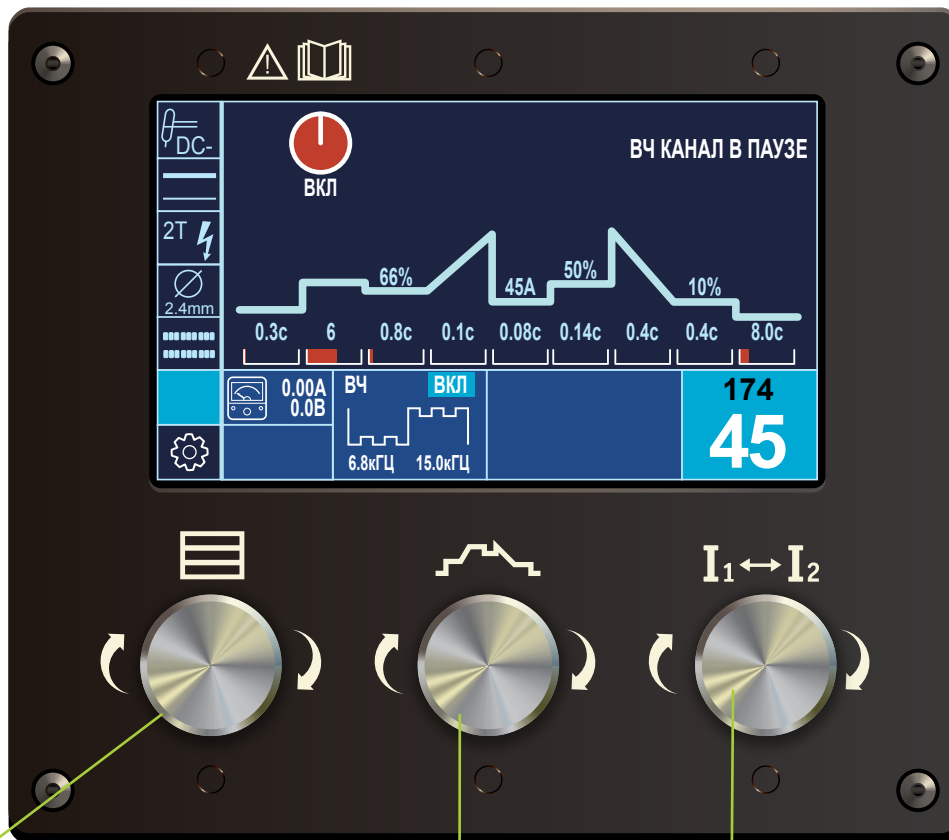 DC-
ВКЛ
ВЧ КАНАЛ В ПАУЗЕ
2T
2.4mm
66%
45A
50%
10%
0.3с 6 0.8с 0.1с 0.08с 0.14с 0.4с 0.4с 8.0с
0.00А
0.0В
ВЧ ВКЛ
6.8кГЦ 15.0кГЦ
174
45
I1↔I2